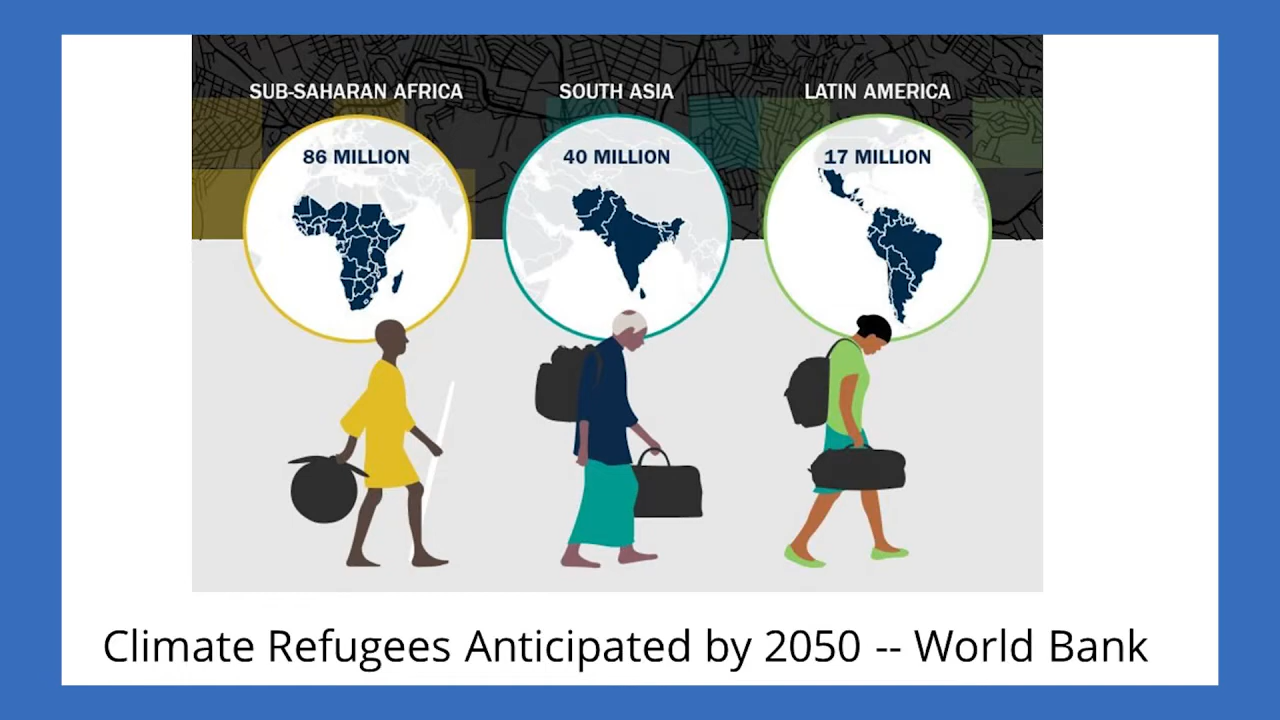 SUB-SAHARAN AFRICA
86 MILLION
SOUTH ASIA
40 MILLION
LATIN AMERICA
17 MILLION
Climate Refugees Anticipated by 2050 -- World Bank